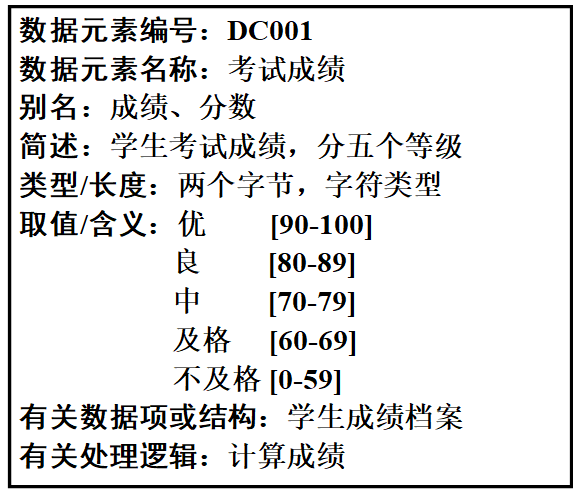 数据元素编号：DC001
数据元素名称：考试成绩
别名：成绩、分数
简述：学生考试成绩，分五个等级
类型/长度：两个字节，字符类型
取值/含义：优 [90-100]
良 [80-89]
中 [70-79]
及格 [60-69]
不及格 [0-59]
有关数据项或结构：学生成绩档案
有关处理逻辑：计算成绩